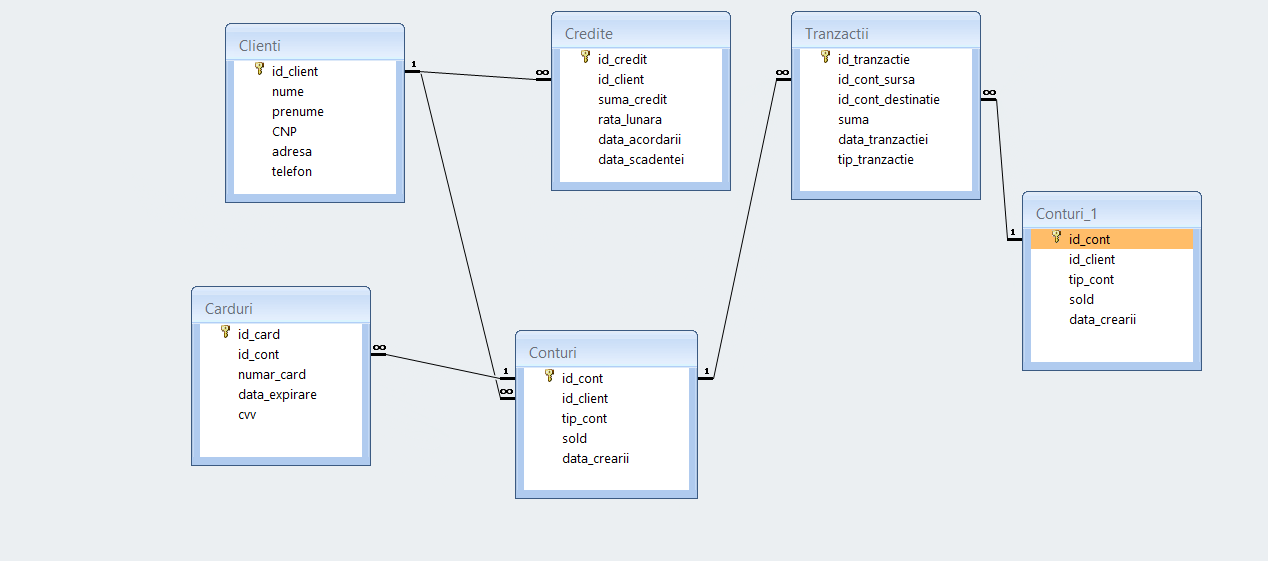 Clienti
id_client
nume
prenume
CNP
adresa
telefon
1
∞
Credite
id_credit
id_client
suma_credit
rata_lunara
data_acordarii
data_scadentei
∞
Tranzactii
id_tranzactie
id_cont_sursa
id_cont_destinatie
suma
data_tranzactiei
tip_tranzactie
∞
1
Conturi_1
id_cont
id_client
tip_cont
sold
data_crearii
Carduri
id_card
id_cont
numar_card
data_expirare
cvv
∞
1
∞
Conturi
id_cont
id_client
tip_cont
sold
data_crearii
1